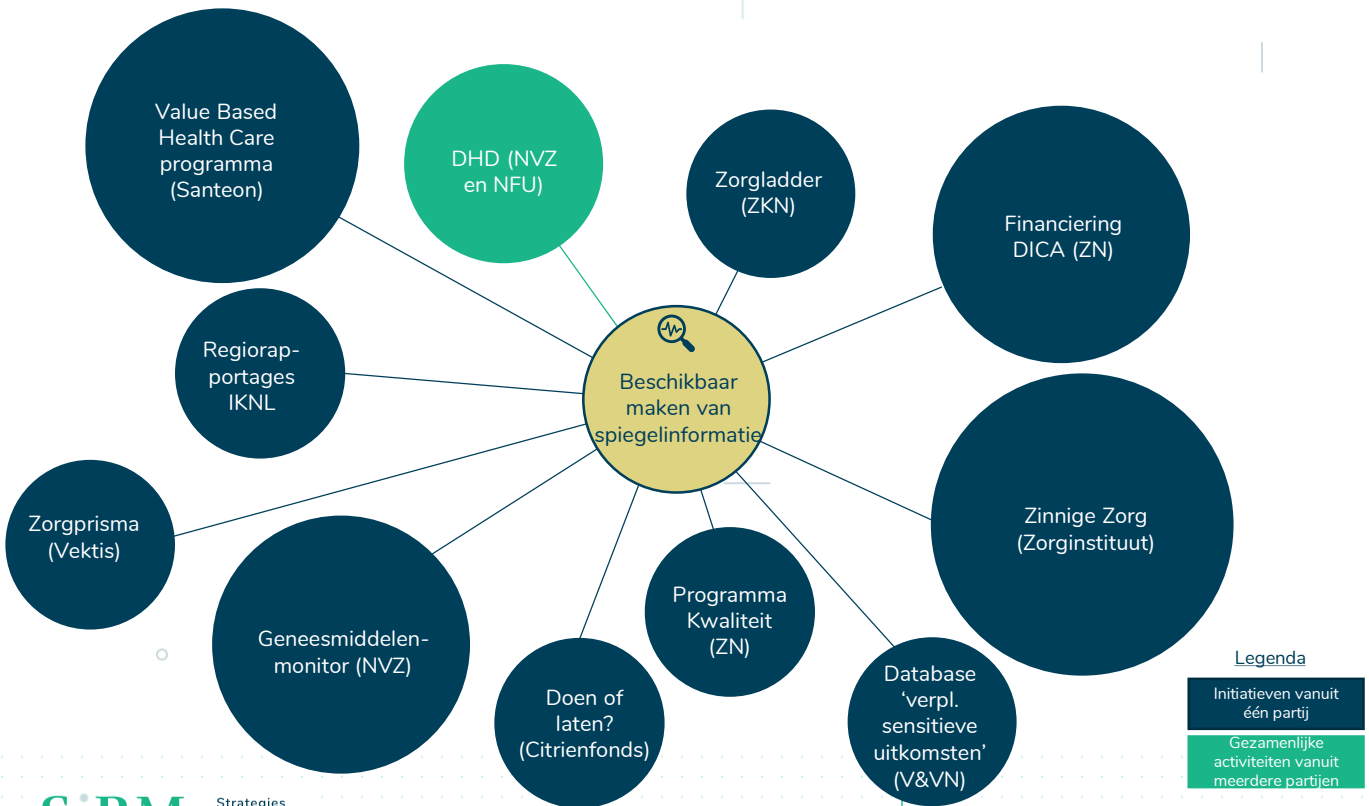 Value Based
Health Care
programma
(Santeon)
DHD (NVZ
en NFU)
Zorgladder
(ZKN)
Financiering
DICA (ZN)
Regiorap-
portages
IKNL
Beschikbaar
maken van
spiegelinformatie
Zorgprisma
(Vektis)
Zinnige Zorg
(Zorginstituut)
Geneesmiddelen-
monitor (NVZ)
Programma
Kwaliteit
(ZN)
Doen of
laten?
(Citrienfonds)
Database
‘verpl.
sensitieve
uitkomsten’
(V&VN)
Legenda
Initiatieven vanuit
één partij
Gezamenlijke
activiteiten vanuit
meerdere partijen
SiRM
Strategies